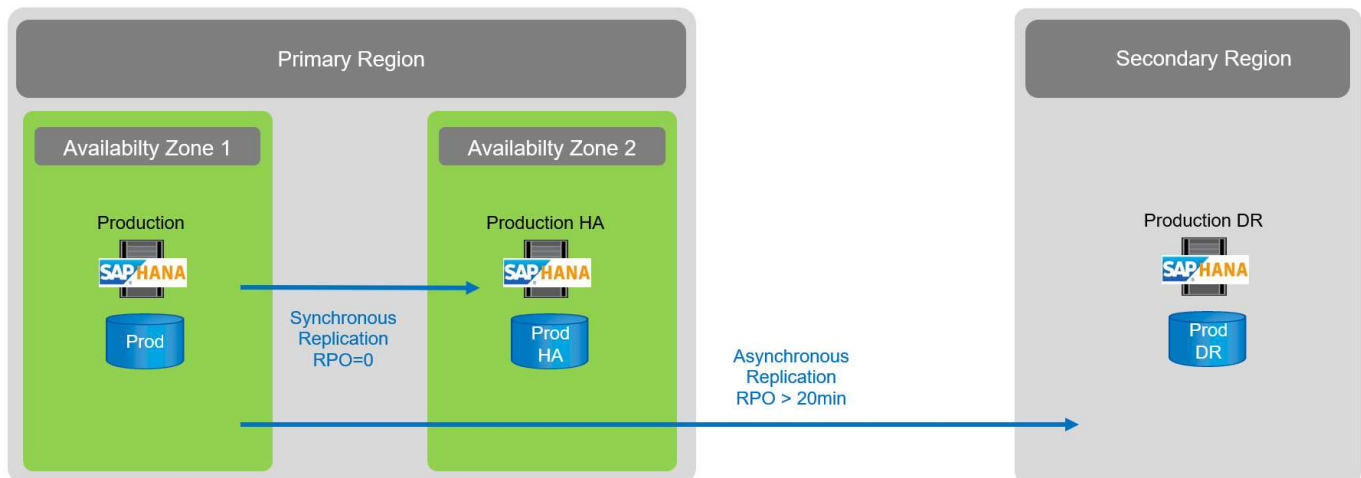 Primary Region
Secondary Region
Availabilty Zone 1
Availabilty Zone 2
Production
SAP HANA
Prod
Synchronous
Replication
RPO=0
Production HA
SAP HANA
Prod
HA
Asynchronous
Replication
RPO > 20min
Production DR
SAP HANA
Prod
DR